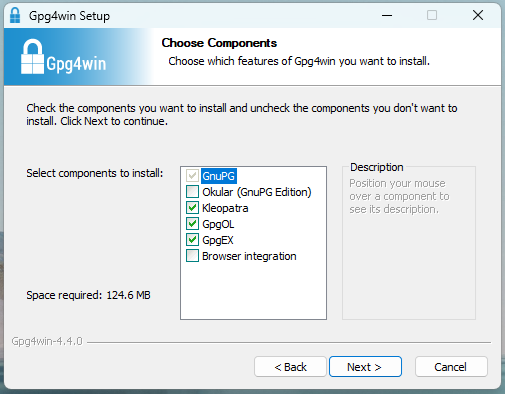 Gpg4win Setup
Gpg4win
Choose Components
Choose which features of Gpg4win you want to install.
Check the components you want to install and uncheck the components you don't want to
install. Click Next to continue.
Select components to install:
GnuPG
Okular (GnuPG Edition)
Kleopatra
GpgOL
GpgEX
Browser integration
Description
Position your mouse
over a component to
see its description.
Space required: 124.6 MB
Gpg4win-4.4.0
< Back
Next >
Cancel